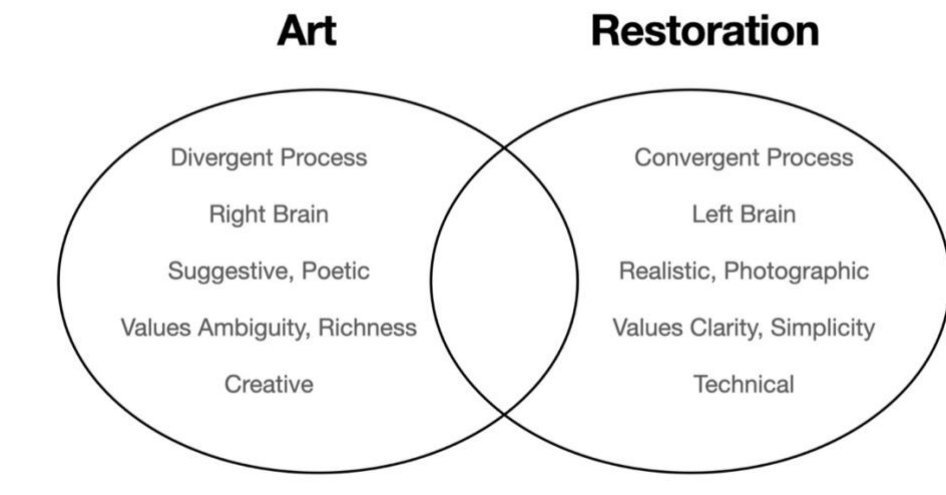 Art
Restoration
Divergent Process
Right Brain
Suggestive, Poetic
Values Ambiguity, Richness
Creative
Convergent Process
Left Brain
Realistic, Photographic
Values Clarity, Simplicity
Technical